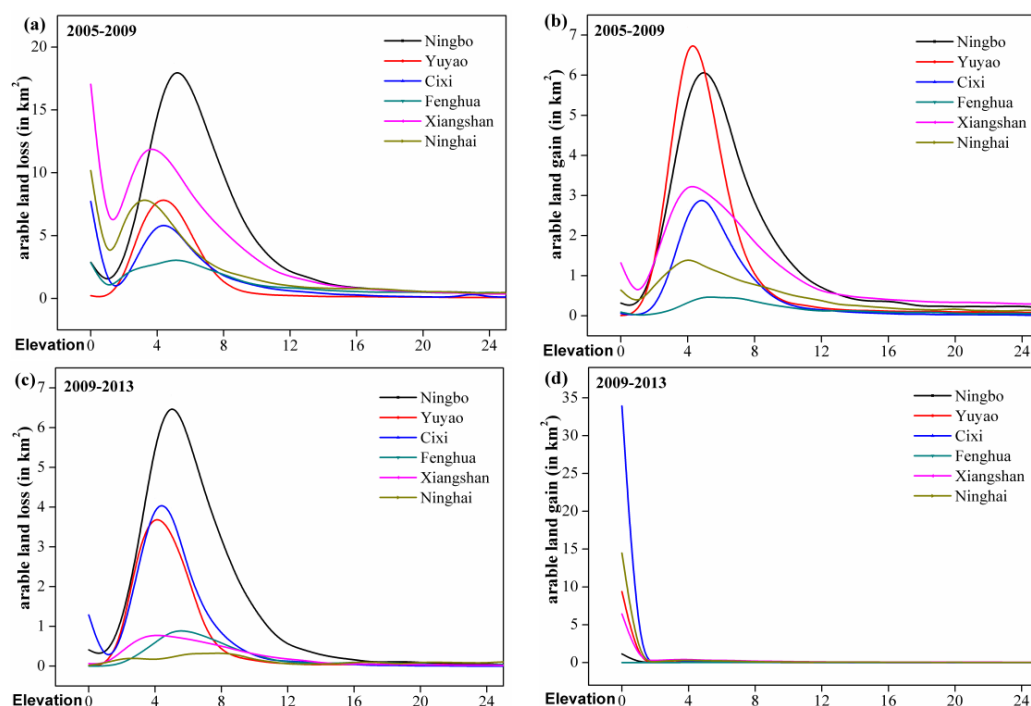 (a)
2005-2009
arable land loss (in km²)
20
15
10
5
0
Ningbo
Yuyao
Cixi
Fenghua
Xiangshan
Ninghai
Elevation 0 4 8 12 16 20 24
(b)
2005-2009
arable land gain (in km²)
7
6
5
4
3
2
1
0
Ningbo
Yuyao
Cixi
Fenghua
Xiangshan
Ninghai
Elevation 0 4 8 12 16 20 24
(c)
2009-2013
arable land loss (in km²)
7
6
5
4
3
2
1
0
Ningbo
Yuyao
Cixi
Fenghua
Xiangshan
Ninghai
Elevation 0 4 8 12 16 20 24
(d)
2009-2013
arable land gain (in km²)
35
30
25
20
15
10
5
0
Ningbo
Yuyao
Cixi
Fenghua
Xiangshan
Ninghai
Elevation 0 4 8 12 16 20 24